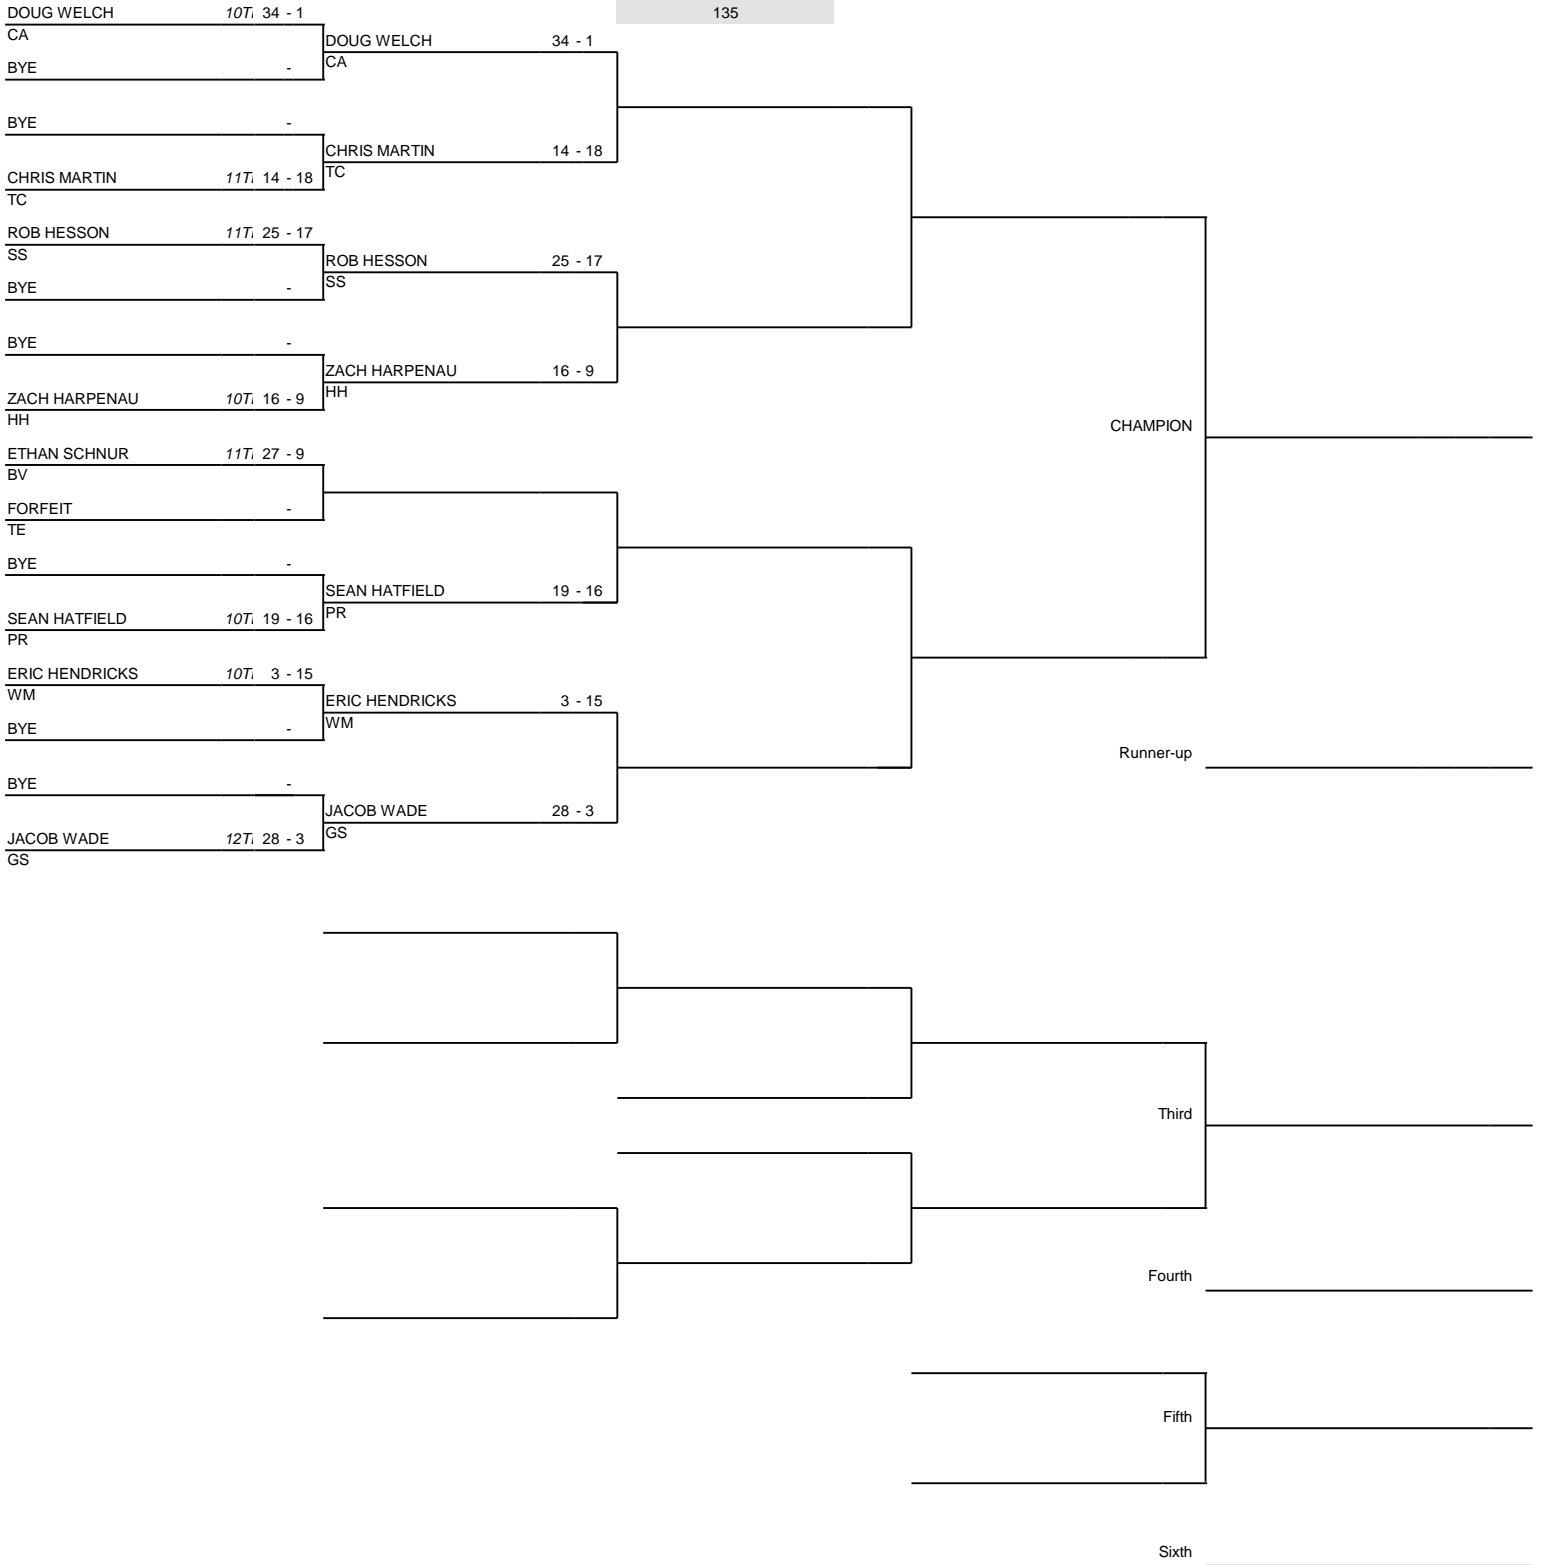 DOUG WELCH 10T 34 - 1
135
CA
DOUG WELCH 34 - 1
CA
BYE -
BYE -
CHRIS MARTIN 14 - 18
TC
CHRIS MARTIN 11T 14 - 18
TC
ROB HESSON 11T 25 - 17
SS
ROB HESSON 25 - 17
SS
BYE -
BYE -
ZACH HARPENAU 16 - 9
HH
ZACH HARPENAU 10T 16 - 9
HH
CHAMPION
ETHAN SCHNUR 11T 27 - 9
BV
FORFEIT -
TE
BYE -
SEAN HATFIELD 19 - 16
PR
SEAN HATFIELD 10T 19 - 16
PR
ERIC HENDRICKS 10T 3 - 15
WM
ERIC HENDRICKS 3 - 15
WM
BYE -
Runner-up
BYE -
JACOB WADE 28 - 3
GS
JACOB WADE 12T 28 - 3
GS
Third
Fourth
Fifth
Sixth